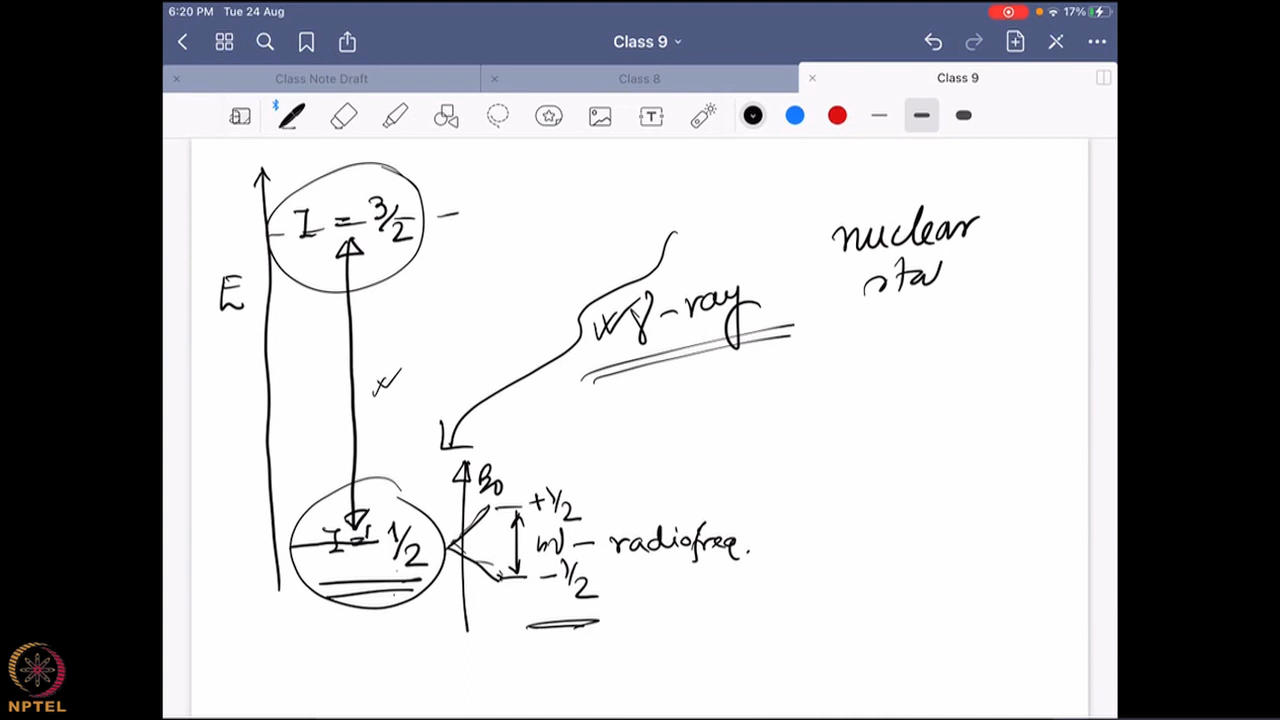 6:20 PM Tue 24 Aug
17%
Class 9
Class Note Draft
Class 8
Class 9
T
I = 3/2
E
nuclear
sta
γ-ray
B0
+1/2
I = 1/2
radiofreq.
-1/2
NPTEL